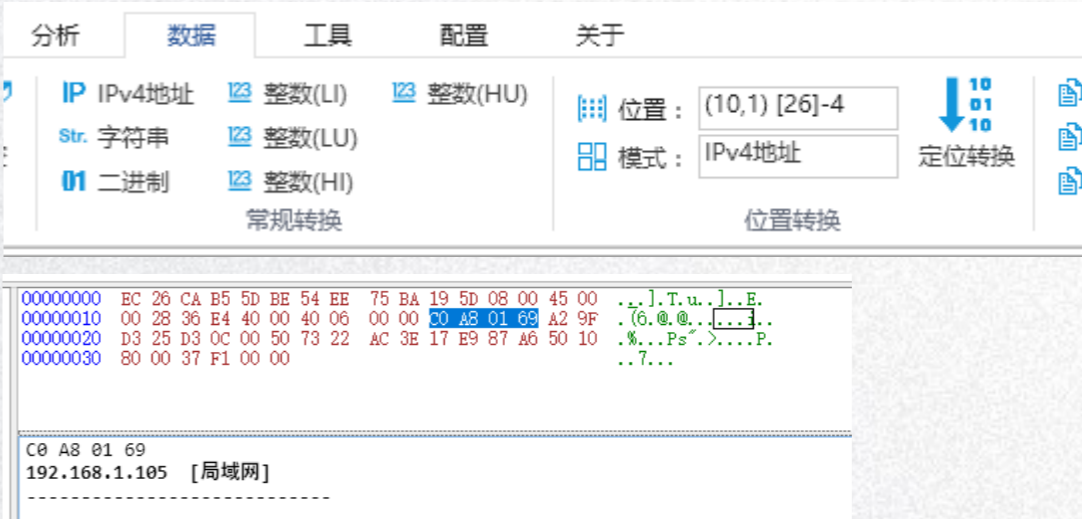 分析 数据 工具 配置 关于
IP IPv4地址 123 整数(LI) 123 整数(HU)
Str. 字符串 123 整数(LU)
01 二进制 123 整数(HI)
常规转换
位置： (10,1) [26]-4
模式： IPv4地址
10
01
10
定位转换
位置转换
00000000 EC 26 CA B5 5D BE 54 EE 75 BA 19 5D 08 00 45 00 ...].T.u..]..E.
00000010 00 28 36 E4 40 00 40 06 00 00 C0 A8 01 69 A2 9F .(6.@.@......i..
00000020 D3 25 D3 0C 00 50 73 22 AC 3E 17 E9 87 A6 50 10 .%...Ps".>....P.
00000030 80 00 37 F1 00 00 ..7...
C0 A8 01 69
192.168.1.105 [局域网]
----------------------------